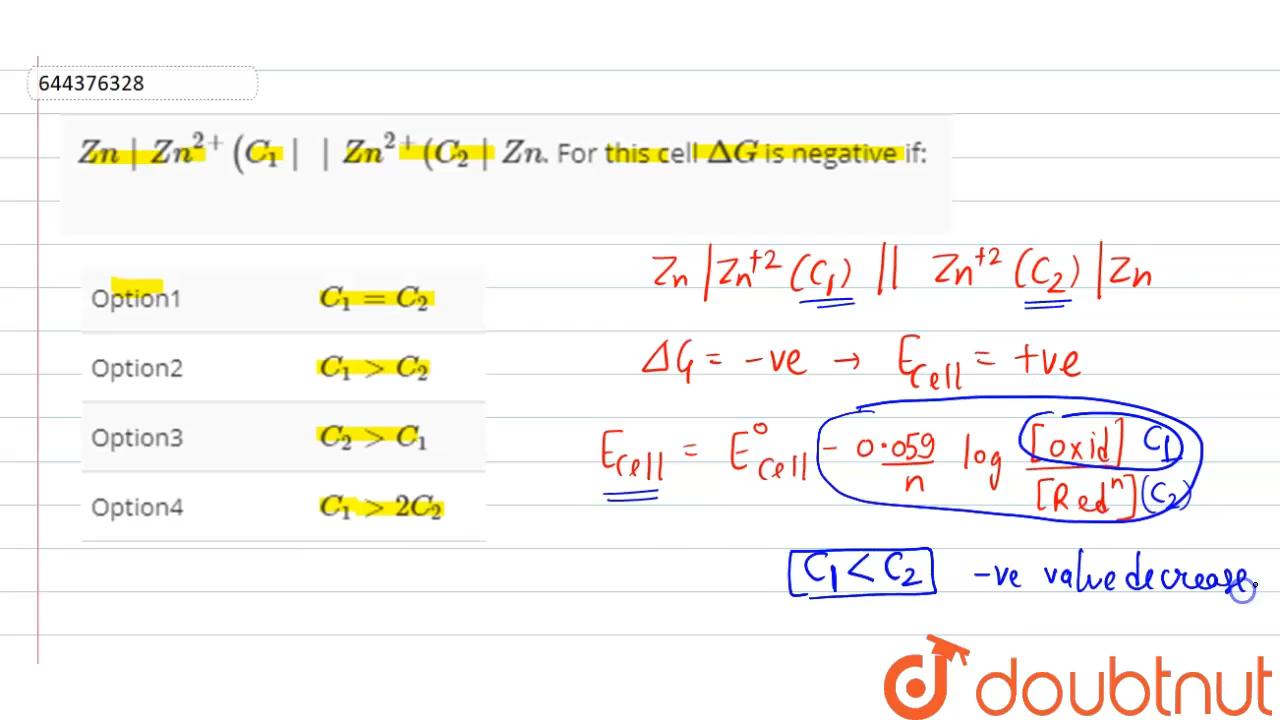 644376328
Zn | Zn²⁺ (C₁| | Zn²⁺ (C₂ | Zn. For this cell ΔG is negative if:
Option1 C₁ = C₂
Option2 C₁ > C₂
Option3 C₂ > C₁
Option4 C₁ > 2C₂
Zn | Zn⁺² (C₁) || Zn⁺² (C₂) | Zn
ΔG = -ve → E_cell = +ve
E_cell = E⁰_cell - 0.059/n log [oxid] C₁/[Redⁿ] (C₂)
C₁ < C₂ -ve value decrease.
doubtnut